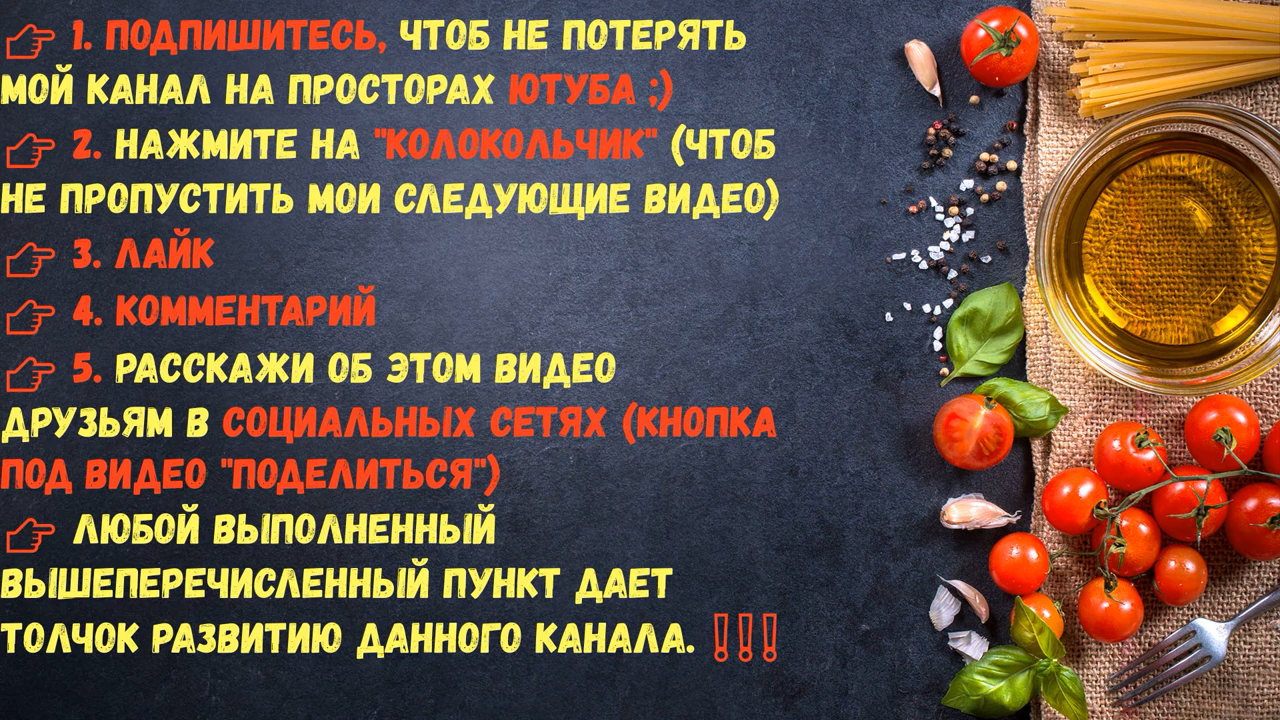 👉 1. ПОДПИШИТЕСЬ, ЧТОБ НЕ ПОТЕРЯТЬ
МОЙ КАНАЛ НА ПРОСТОРАХ ЮТУБА ;)
👉 2. НАЖМИТЕ НА "КОЛОКОЛЬЧИК" (ЧТОБ
НЕ ПРОПУСТИТЬ МОИ СЛЕДУЮЩИЕ ВИДЕО)
👉 3. ЛАЙК
👉 4. КОММЕНТАРИЙ
👉 5. РАССКАЖИ ОБ ЭТОМ ВИДЕО
ДРУЗЬЯМ В СОЦИАЛЬНЫХ СЕТЯХ (КНОПКА
ПОД ВИДЕО "ПОДЕЛИТЬСЯ")
👉 ЛЮБОЙ ВЫПОЛНЕННЫЙ
ВЫШЕПЕРЕЧИСЛЕННЫЙ ПУНКТ ДАЕТ
ТОЛЧОК РАЗВИТИЮ ДАННОГО КАНАЛА. !!!